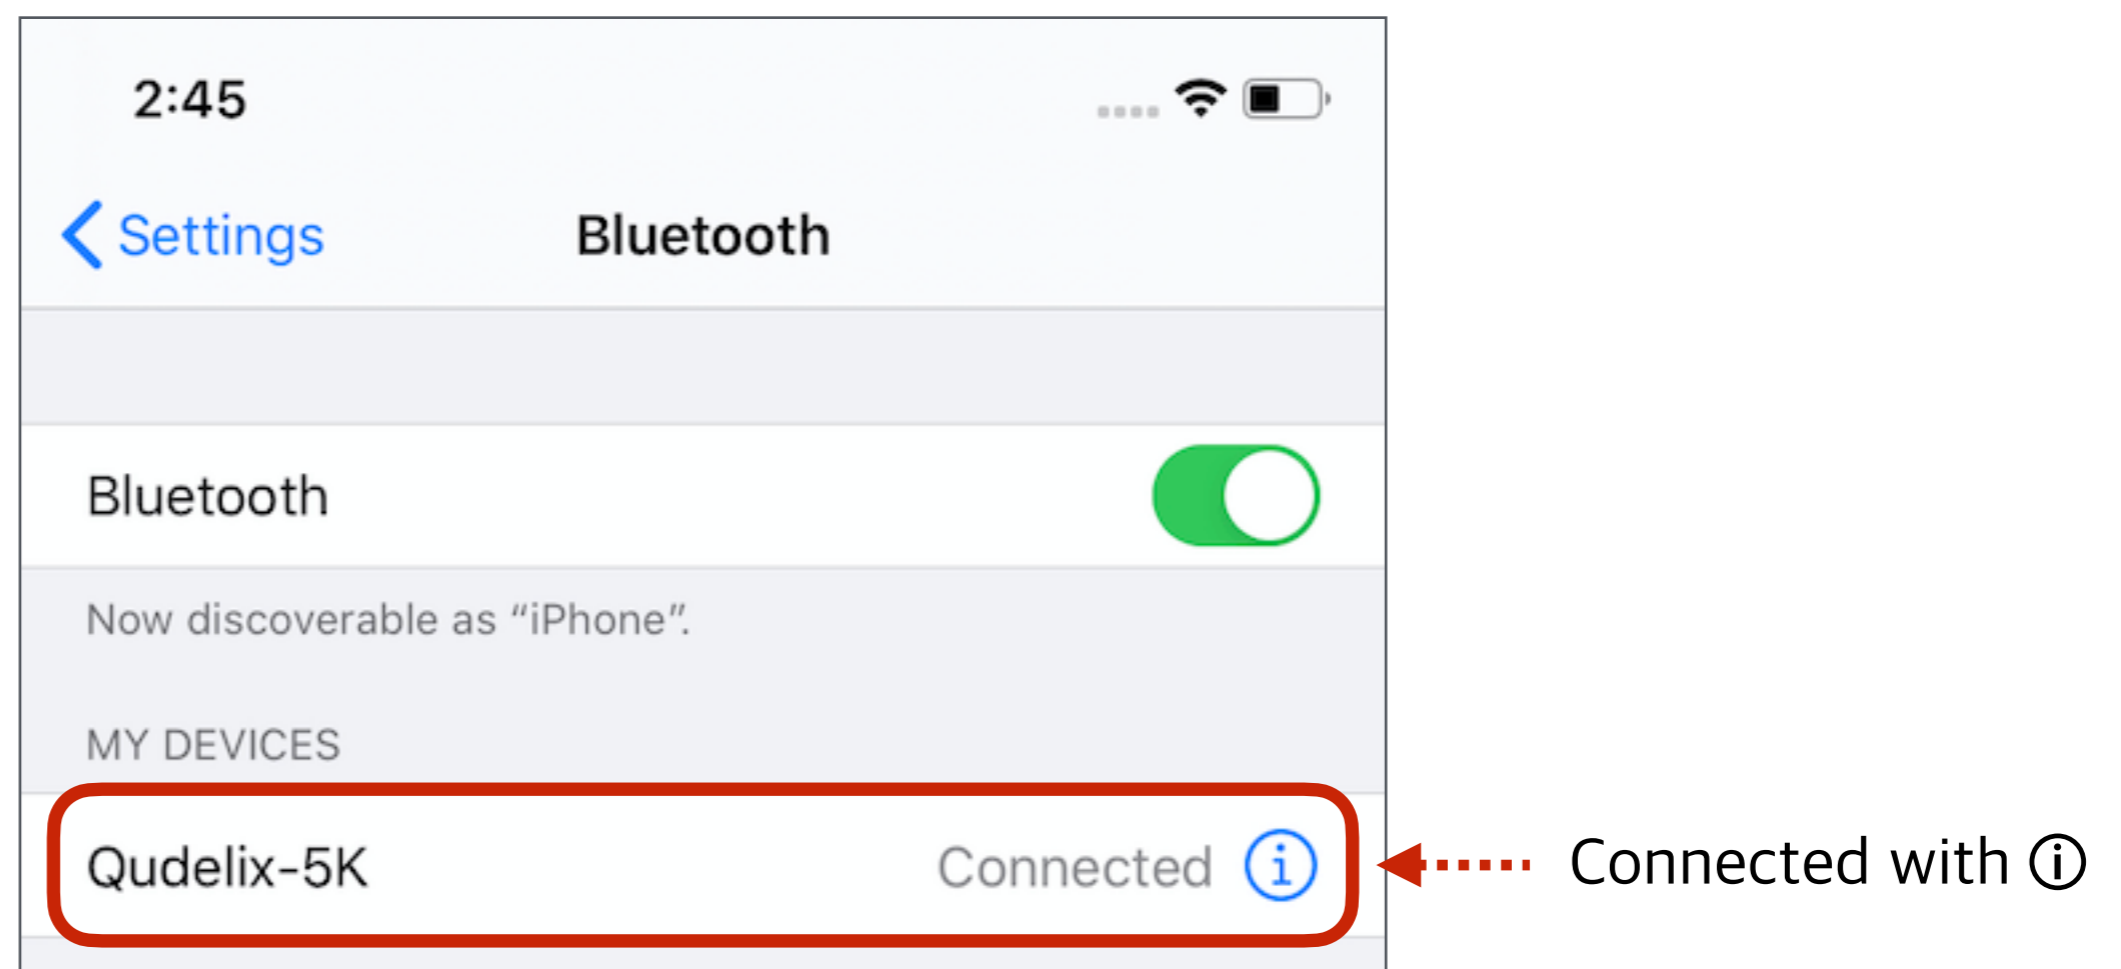 2:45
Settings
Bluetooth
Bluetooth
Now discoverable as “iPhone”.
MY DEVICES
Qudelix-5K Connected ⓘ
Connected with ⓘ